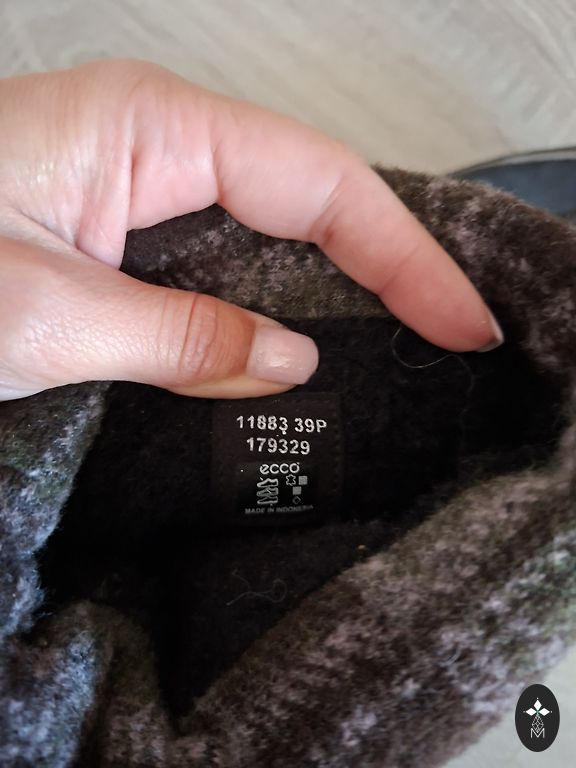 11883 39P
179329
ecco
MADE IN INDONESIA
M